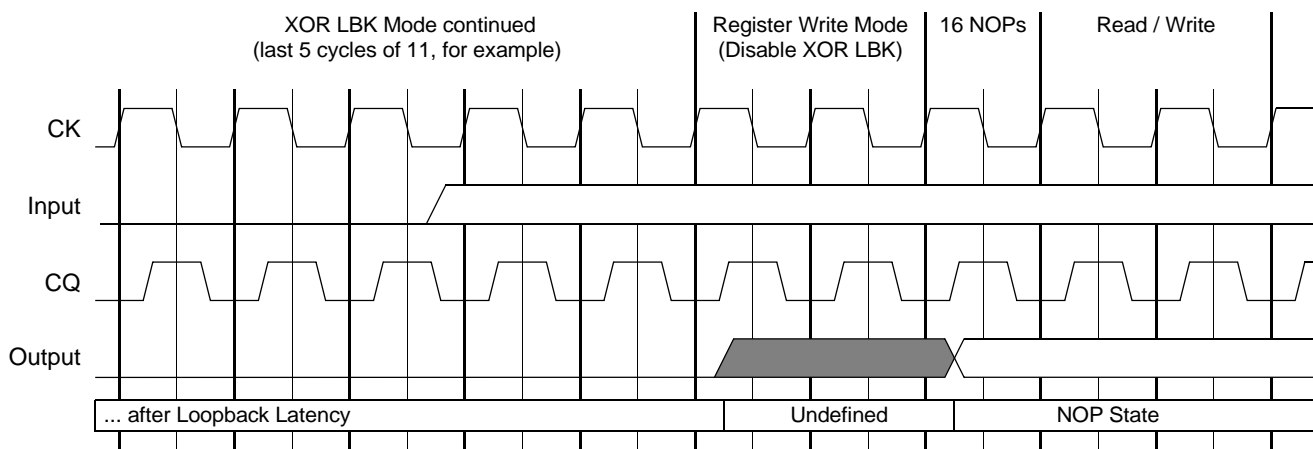 XOR LBK Mode continued
(last 5 cycles of 11, for example)
Register Write Mode
(Disable XOR LBK)
16 NOPs
Read / Write
CK
Input
CQ
Output
... after Loopback Latency
Undefined
NOP State